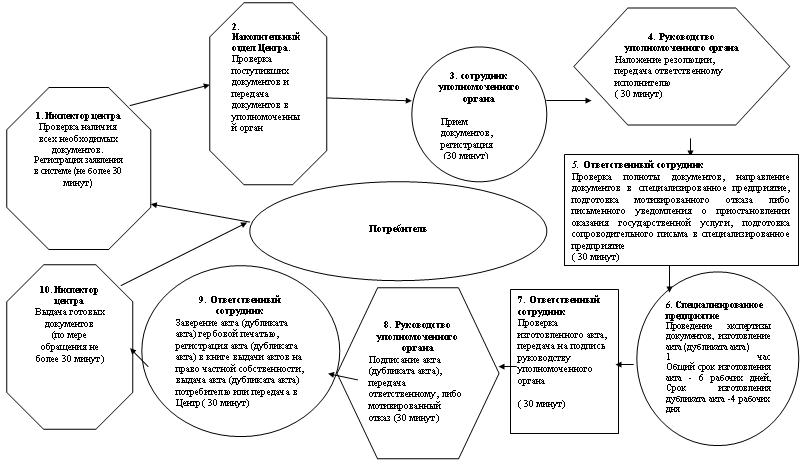 1. Инспектор центра
Проверка наличия
всех необходимых
документов.
Регистрация заявления
в системе (не более 30
минут)
2.
Накопительный
отдел Центра.
Проверка
поступивших
документов и
передача
документов в
уполномоченны
й орган
3. сотрудник
уполномоченного
органа
Прием
документов,
регистрация
(30 минут)
4. Руководство
уполномоченного органа
Наложение резолюции,
передача ответственному
исполнителю
( 30 минут)
5. Ответственный сотрудник
Проверка полноты документов, направление
документов в специализированное предприятие,
подготовка мотивированного отказа либо
письменного уведомления о приостановлении
оказания государственной услуги, подготовка
сопроводительного письма в специализированное
предприятие
( 30 минут)
Потребитель
6. Специализированное
предприятие
Проведение экспертизы
документы, изготовление
акта (дубликата акта)
1 час
Общий срок изготовления
акта - 6 рабочих дней,
Срок изготовления
дубликата акта -4 рабочих
дня
7. Ответственный
сотрудник
Проверка
изготовленного акта,
передача на подпись
руководству
уполномоченного
органа
( 30 минут)
8. Руководство
уполномоченного
органа
Подписание акта
(дубликата акта),
передача
ответственному, либо
мотивированный
отказ (30 минут)
9. Ответственный
сотрудник
Заверение акта (дубликата
акта) гербовой печатью,
регистрация акта (дубликата
акта) в книге выдачи актов на
право частной собственности,
выдача акта (дубликата акта)
потребителю или передача в
Центр ( 30 минут)
10. Инспектор
центра
Выдача готовых
документов
(по мере
обращения не
более 30 минут)